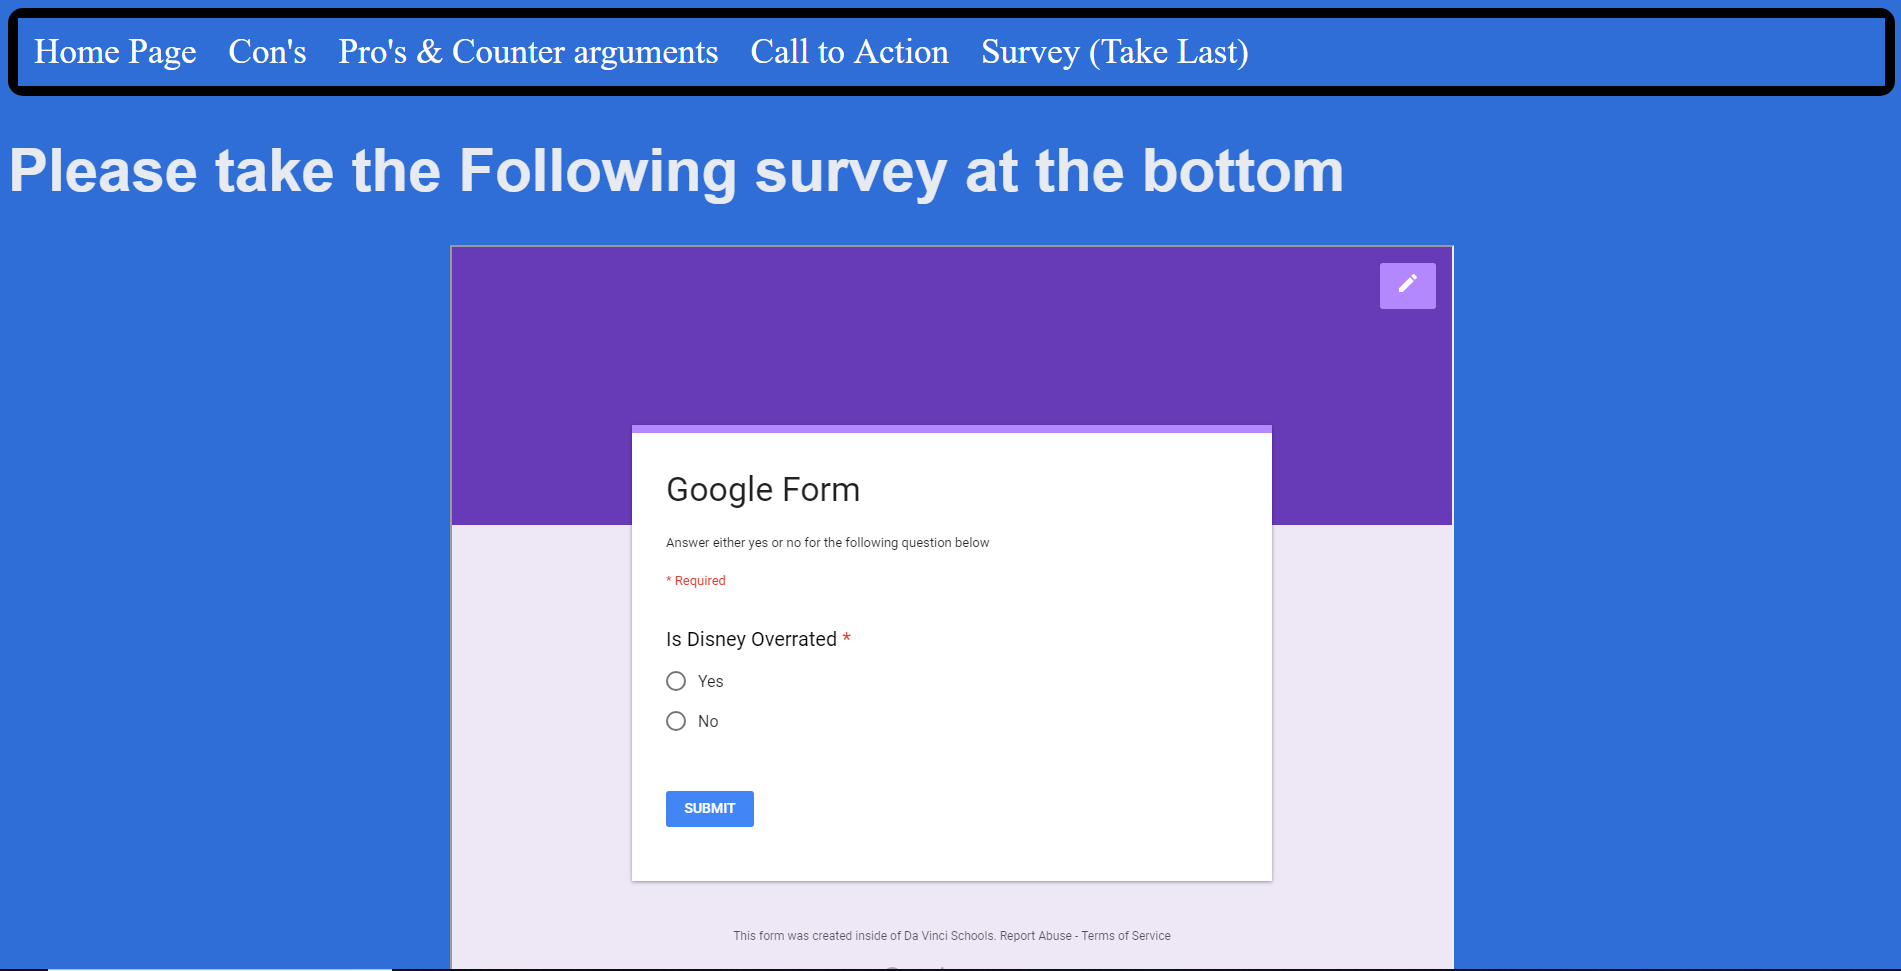 Home Page Con's Pro's & Counter arguments Call to Action Survey (Take Last)
Please take the Following survey at the bottom
Google Form
Answer either yes or no for the following question below
* Required
Is Disney Overrated *
Yes
No
SUBMIT
This form was created inside of Da Vinci Schools. Report Abuse - Terms of Service